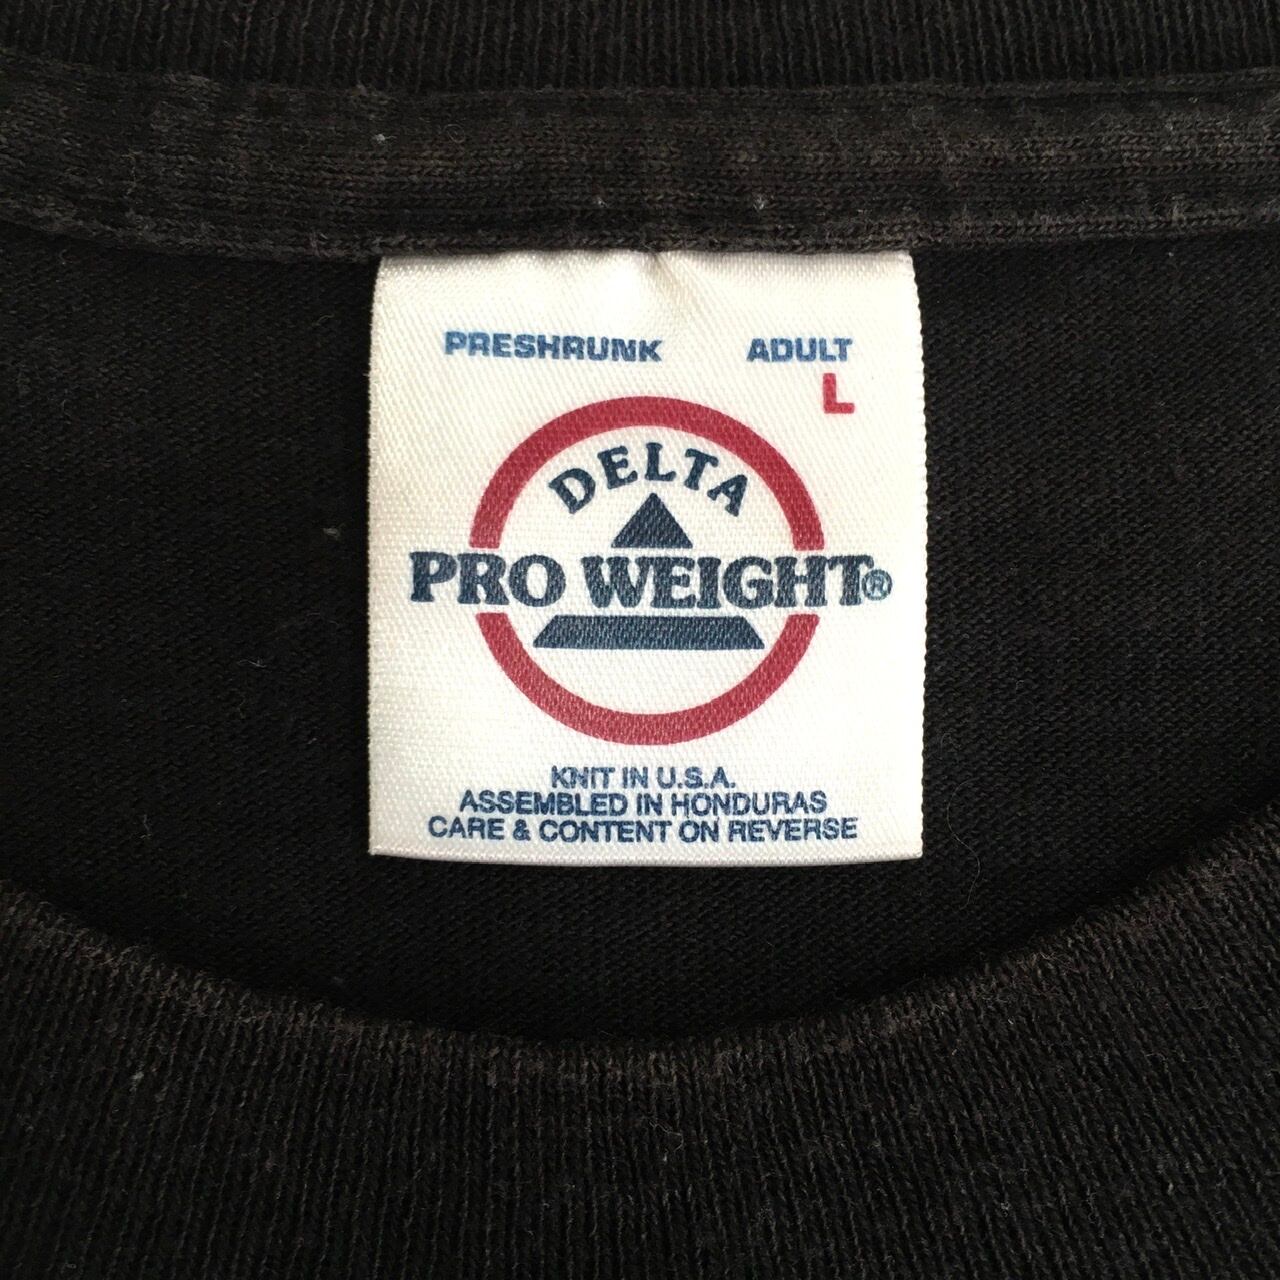 PRESHRUNK ADULT
L
DELTA
PRO WEIGHT®
KNIT IN U.S.A.
ASSEMBLED IN HONDURAS
CARE & CONTENT ON REVERSE